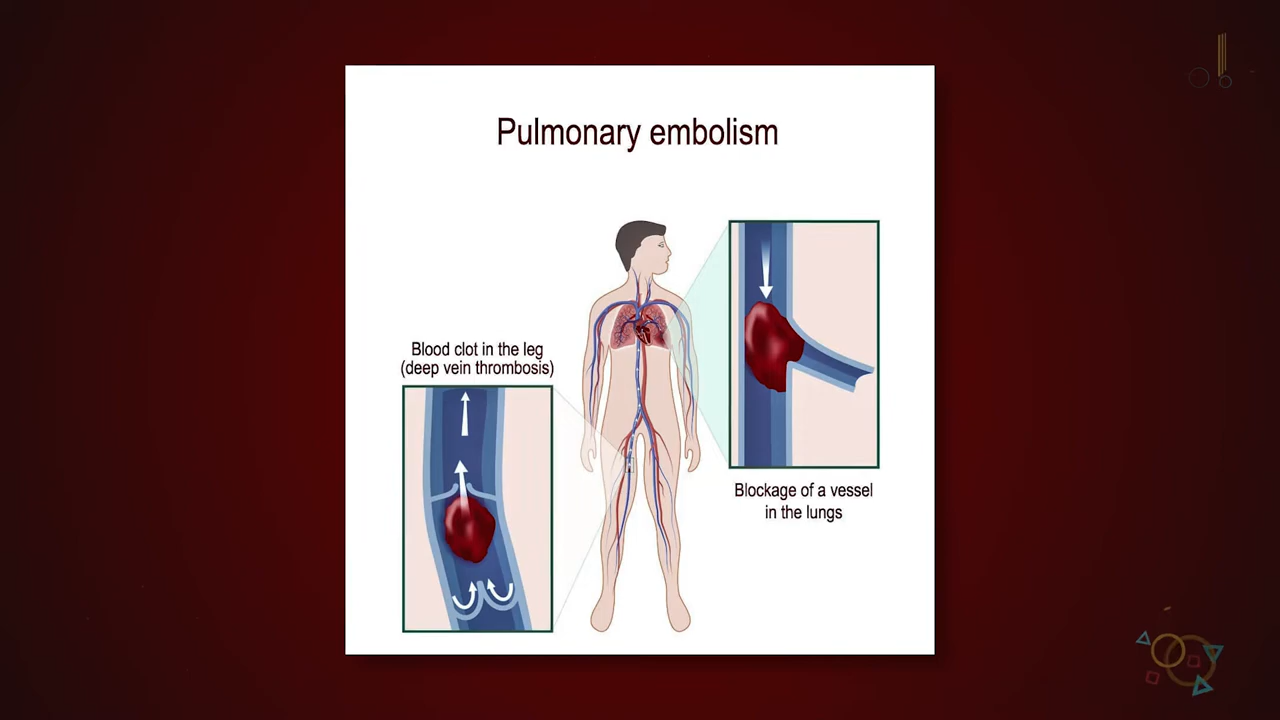 Pulmonary embolism
Blood clot in the leg
(deep vein thrombosis)
Blockage of a vessel
in the lungs